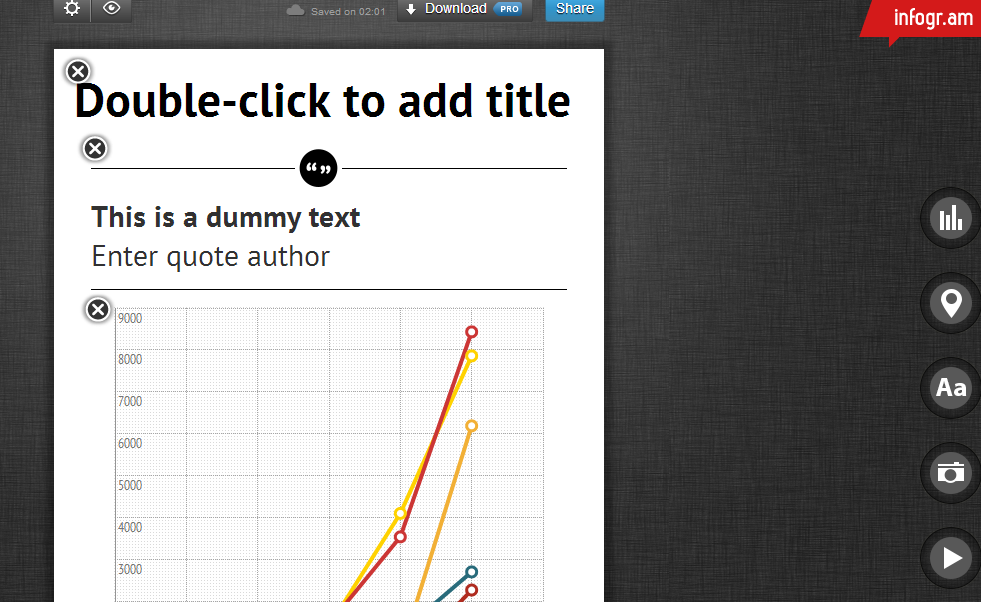 Saved on 02:01
Download PRO
Share
infogr.am
Double-click to add title
“”
This is a dummy text
Enter quote author
9000
8000
7000
6000
5000
4000
3000
Aa